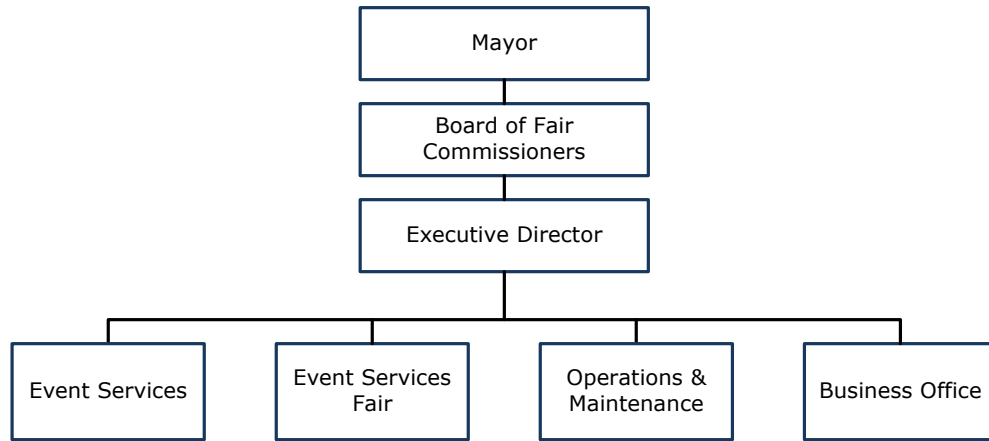 Mayor
Board of Fair
Commissioners
Executive Director
Event Services
Event Services
Fair
Operations &
Maintenance
Business Office